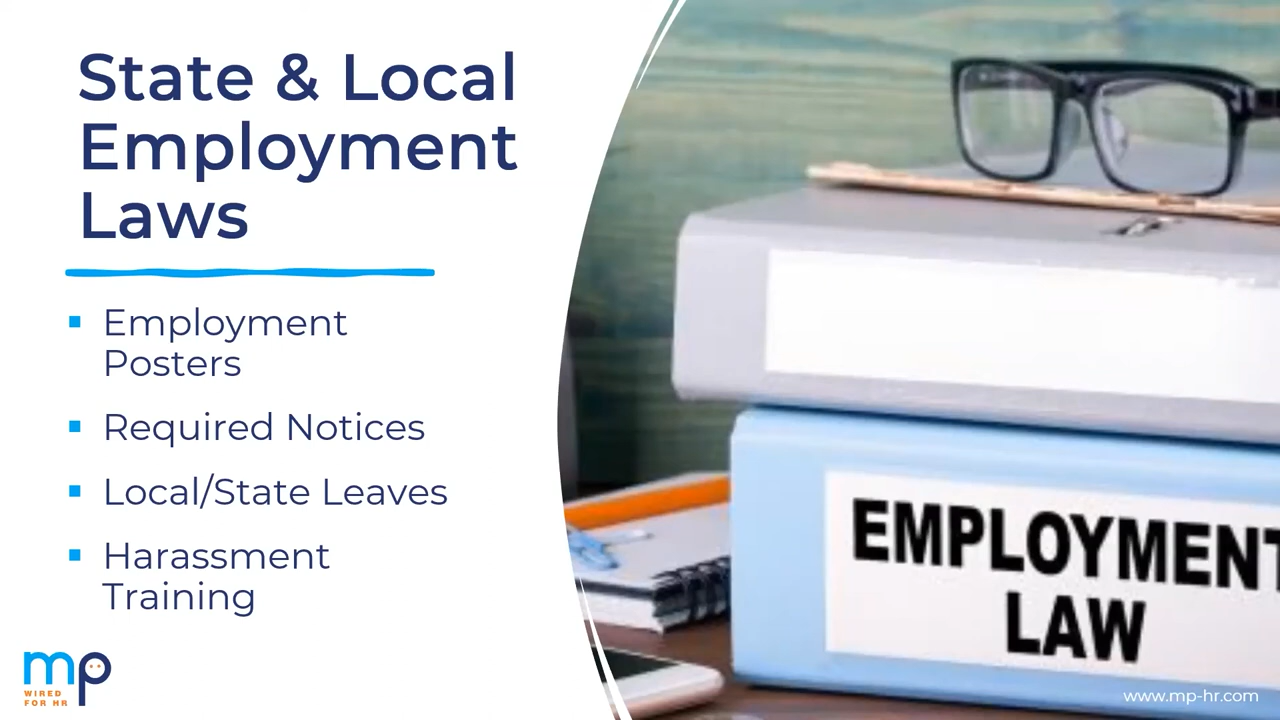 State & Local
Employment
Laws
Employment
Posters
Required Notices
Local/State Leaves
Harassment
Training
mp
WIRED
FOR HR
EMPLOYMENT
LAW
www.mp-hr.com